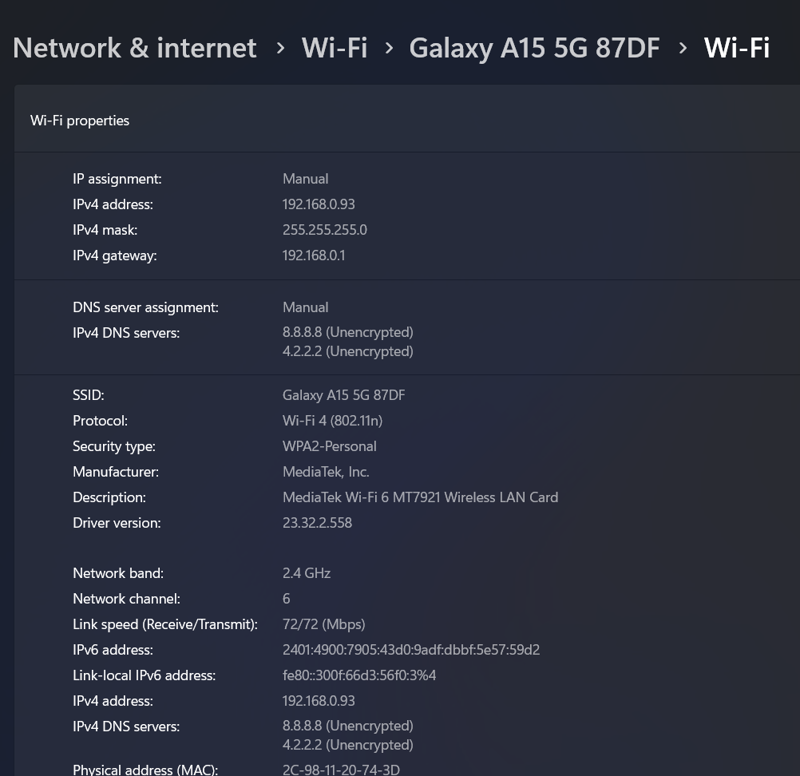 Network & internet > Wi-Fi > Galaxy A15 5G 87DF > Wi-Fi
Wi-Fi properties
IP assignment: Manual
IPv4 address: 192.168.0.93
IPv4 mask: 255.255.255.0
IPv4 gateway: 192.168.0.1
DNS server assignment: Manual
IPv4 DNS servers: 8.8.8.8 (Unencrypted)
4.2.2.2 (Unencrypted)
SSID: Galaxy A15 5G 87DF
Protocol: Wi-Fi 4 (802.11n)
Security type: WPA2-Personal
Manufacturer: MediaTek, Inc.
Description: MediaTek Wi-Fi 6 MT7921 Wireless LAN Card
Driver version: 23.32.2.558
Network band: 2.4 GHz
Network channel: 6
Link speed (Receive/Transmit): 72/72 (Mbps)
IPv6 address: 2401:4900:7905:43d0:9adf:dbbf:5e57:59d2
Link-local IPv6 address: fe80::300f:66d3:56f0:3%4
IPv4 address: 192.168.0.93
IPv4 DNS servers: 8.8.8.8 (Unencrypted)
4.2.2.2 (Unencrypted)
Physical address (MAC): 2C-98-11-20-74-3D